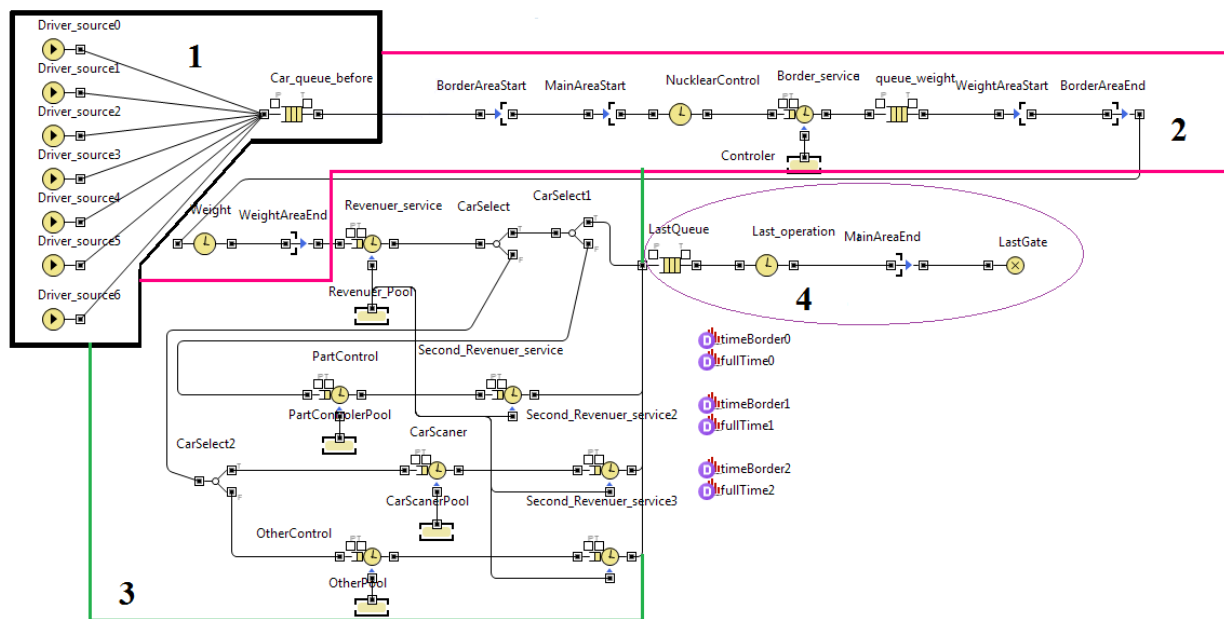 Driver_source0
1
Driver_source1
Car_queue_before
Driver_source2
Driver_source3
Driver_source4
Driver_source5
Driver_source6
BorderAreaStart
MainAreaStart
NucklearControl
Border_service
queue_weight
WeightAreaStart
BorderAreaEnd
2
Controler
Weight
WeightAreaEnd
Revenuer_service
CarSelect
CarSelect1
Revenuer_Pool
LastQueue
Last_operation
MainAreaEnd
LastGate
4
PartControl
Second_Revenuer_service
PartControlerPool
Second_Revenuer_service2
CarSelect2
CarScaner
CarScanerPool
Second_Revenuer_service3
OtherControl
OtherPool
3
timeBorder0
fullTime0
timeBorder1
fullTime1
timeBorder2
fullTime2